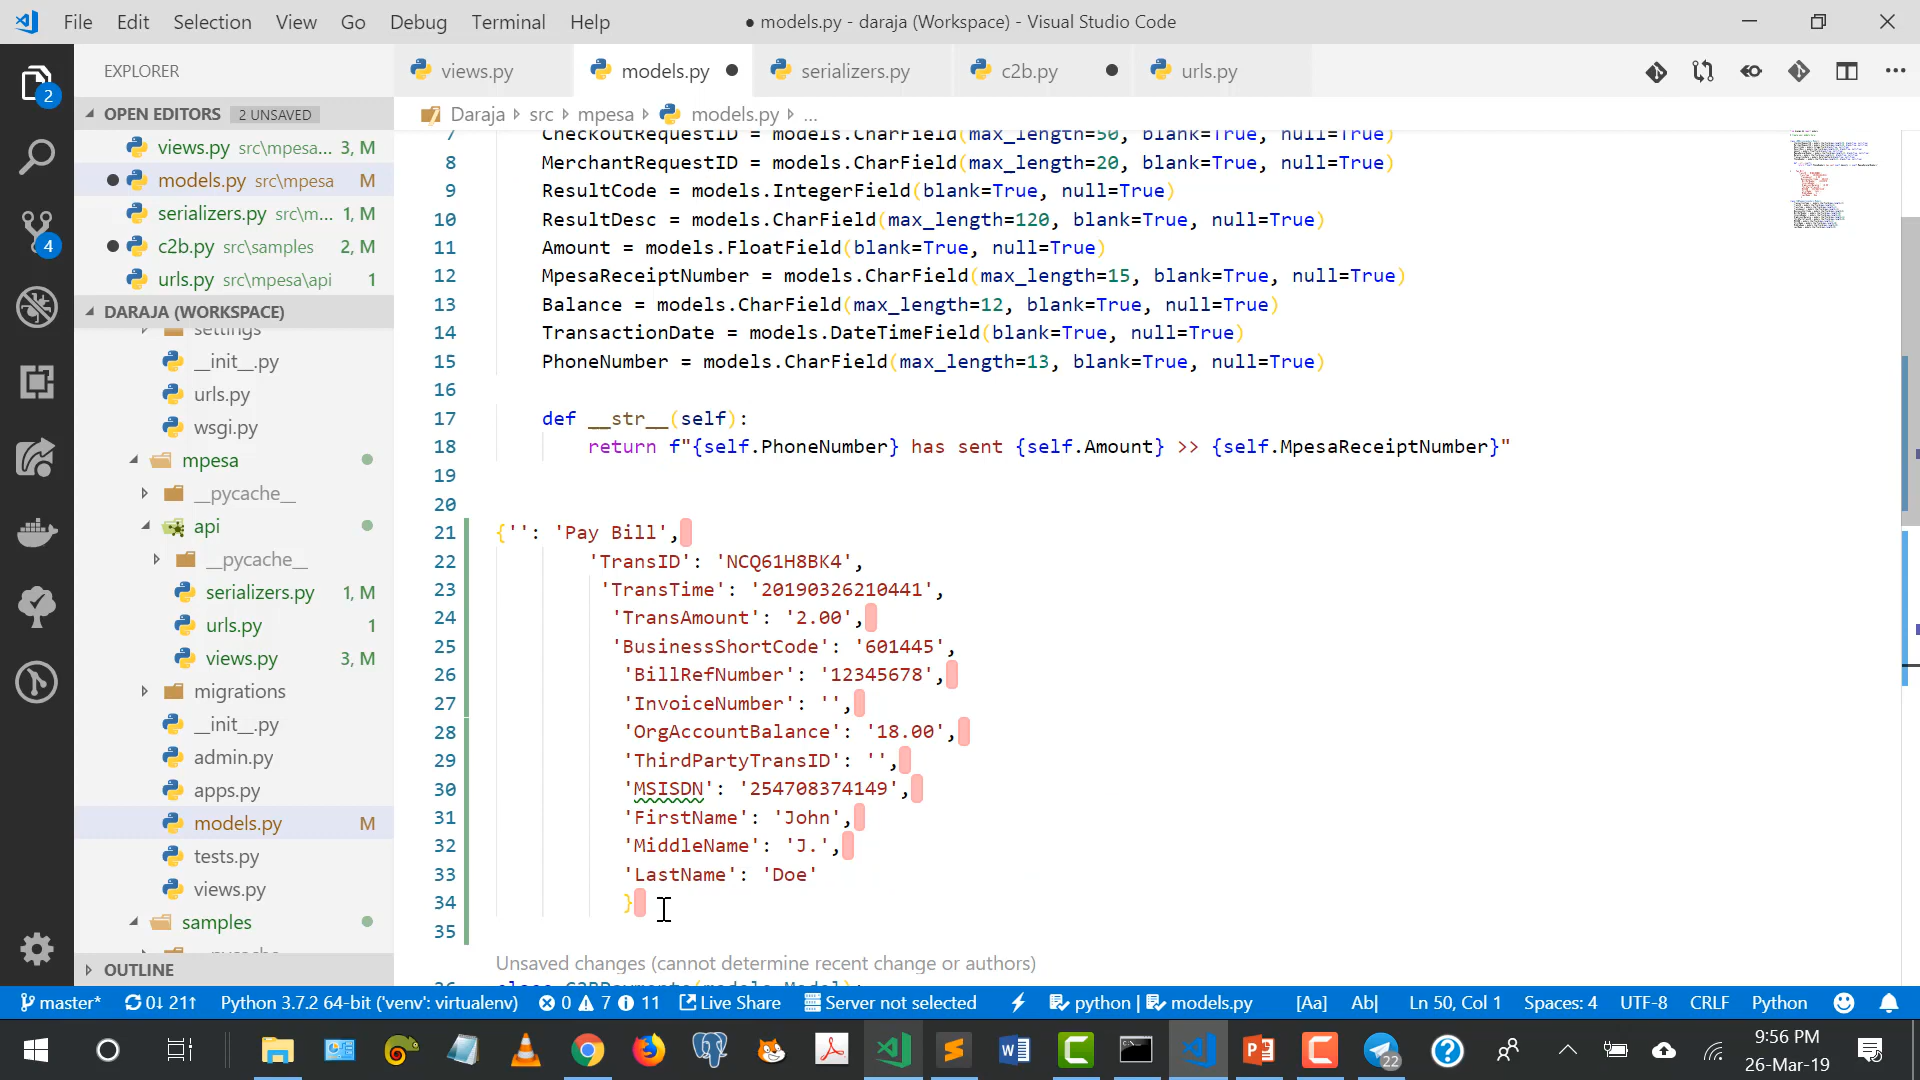 File Edit Selection View Go Debug Terminal Help
● models.py - daraja (Workspace) - Visual Studio Code
EXPLORER
views.py
models.py
serializers.py
c2b.py
urls.py
OPEN EDITORS 2 UNSAVED
Daraja src mpesa models.py ...
views.py src\mpesa... 3, M
models.py src\mpesa M
serializers.py src\m... 1, M
c2b.py src\samples 2, M
urls.py src\mpesa\api 1
DARAJA (WORKSPACE)
settings
__init__.py
urls.py
wsgi.py
mpesa
__pycache__
api
__pycache__
serializers.py 1, M
urls.py 1
views.py 3, M
migrations
__init__.py
admin.py
apps.py
models.py M
tests.py
views.py
samples
OUTLINE
2
4
7 CheckoutRequestID = models.CharField(max_length=50, blank=True, null=True)
8 MerchantRequestID = models.CharField(max_length=20, blank=True, null=True)
9 ResultCode = models.IntegerField(blank=True, null=True)
10 ResultDesc = models.CharField(max_length=120, blank=True, null=True)
11 Amount = models.FloatField(blank=True, null=True)
12 MpesaReceiptNumber = models.CharField(max_length=15, blank=True, null=True)
13 Balance = models.CharField(max_length=12, blank=True, null=True)
14 TransactionDate = models.DateTimeField(blank=True, null=True)
15 PhoneNumber = models.CharField(max_length=13, blank=True, null=True)
16
17 def __str__(self):
18 return f"{self.PhoneNumber} has sent {self.Amount} >> {self.MpesaReceiptNumber}"
19
20
21 {'': 'Pay Bill',
22 'TransID': 'NCQ61H8BK4',
23 'TransTime': '20190326210441',
24 'TransAmount': '2.00',
25 'BusinessShortCode': '601445',
26 'BillRefNumber': '12345678',
27 'InvoiceNumber': '',
28 'OrgAccountBalance': '18.00',
29 'ThirdPartyTransID': '',
30 'MSISDN': '254708374149',
31 'FirstName': 'John',
32 'MiddleName': 'J.',
33 'LastName': 'Doe'
34 }
35
Unsaved changes (cannot determine recent change or authors)
master* 0↓ 21↑ Python 3.7.2 64-bit ('venv': virtualenv) 0 7 11 Live Share Server not selected python | models.py [Aa] Ab| Ln 50, Col 1 Spaces: 4 UTF-8 CRLF Python
22
9:56 PM
26-Mar-19